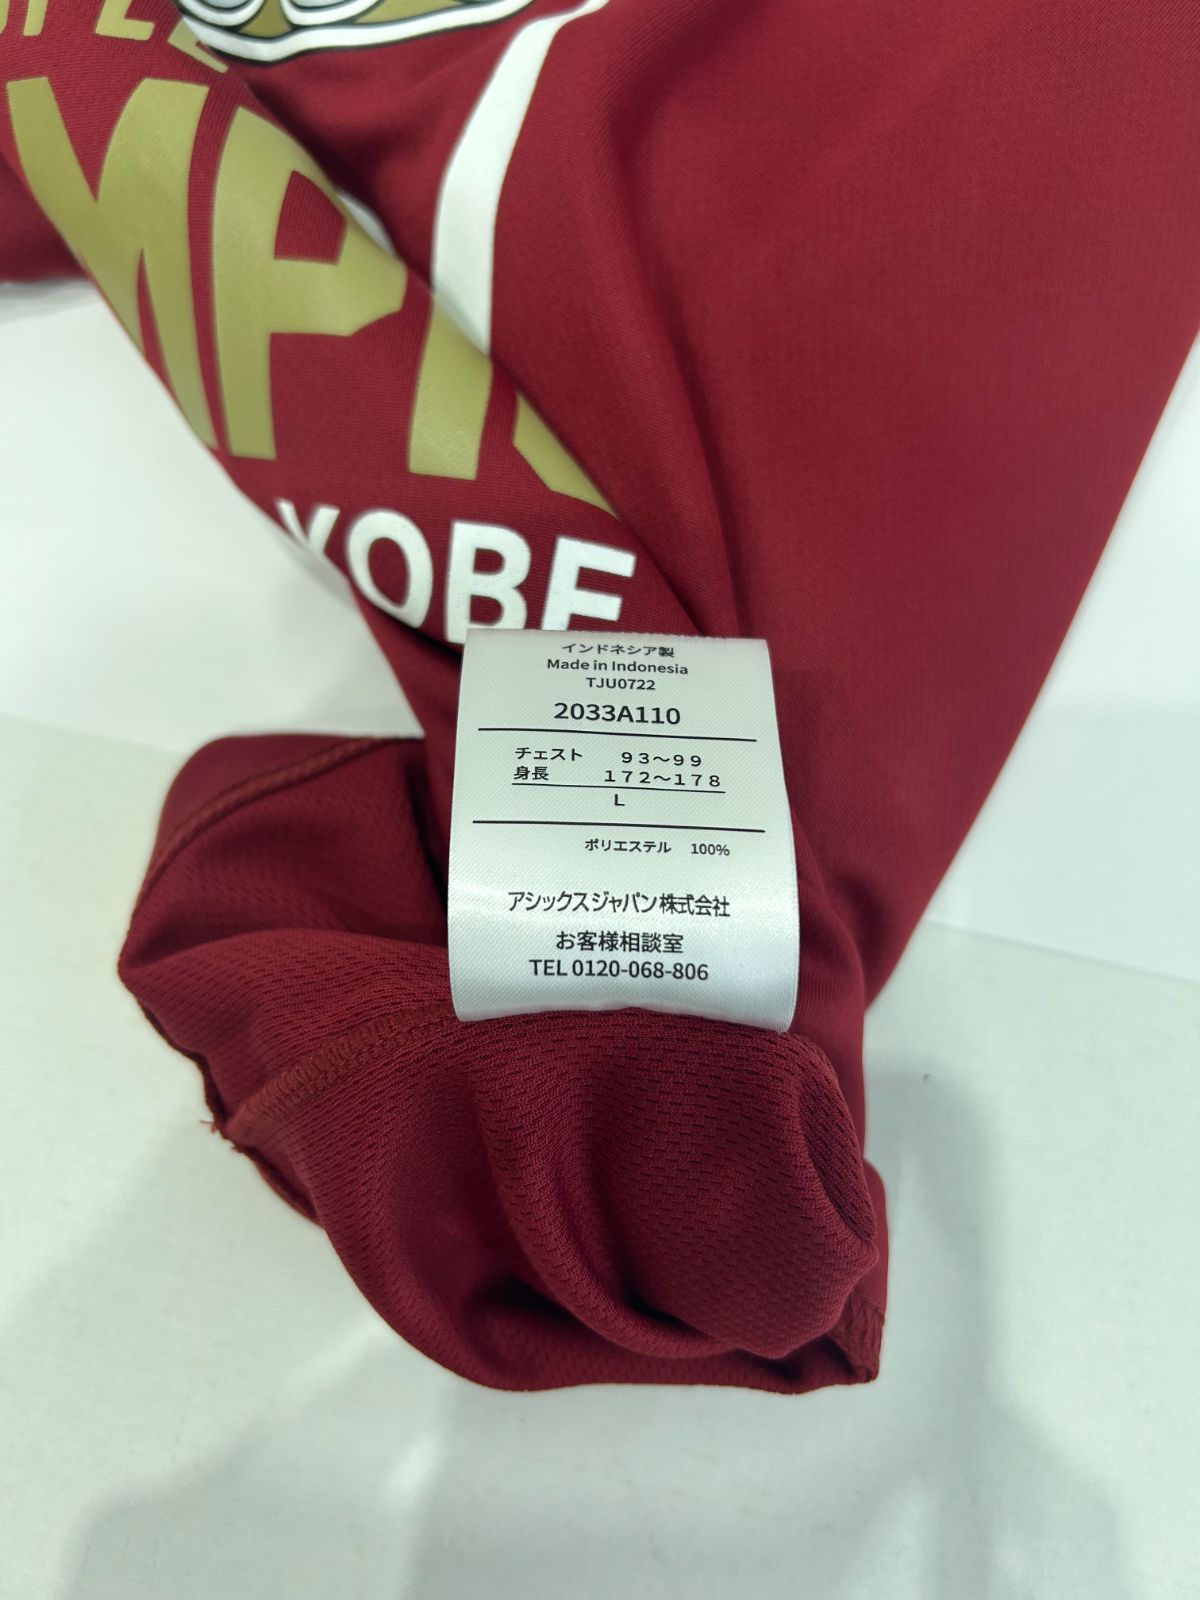 MPI
KOBE
インドネシア製
Made in Indonesia
TJU0722
2033A110
チェスト 93～99
身長 172～178
L
ポリエステル 100%
アシックスジャパン株式会社
お客様相談室
TEL 0120-068-806